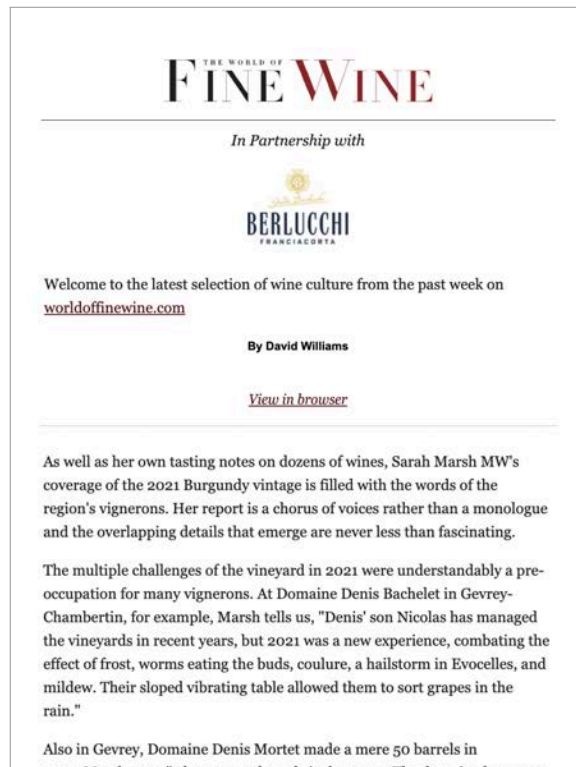 THE WORLD OF
FINE WINE
In Partnership with
BERLUCCHI
FRANCIACORTA
Welcome to the latest selection of wine culture from the past week on
worldoffinewine.com
By David Williams
View in browser
As well as her own tasting notes on dozens of wines, Sarah Marsh MW's
coverage of the 2021 Burgundy vintage is filled with the words of the
region's vignerons. Her report is a chorus of voices rather than a monologue
and the overlapping details that emerge are never less than fascinating.
The multiple challenges of the vineyard in 2021 were understandably a pre-
occupation for many vignerons. At Domaine Denis Bachelet in Gevrey-
Chambertin, for example, Marsh tells us, "Denis' son Nicolas has managed
the vineyards in recent years, but 2021 was a new experience, combating the
effect of frost, worms eating the buds, coulure, a hailstorm in Evocelles, and
mildew. Their sloped vibrating table allowed them to sort grapes in the
rain."
Also in Gevrey, Domaine Denis Mortet made a mere 50 barrels in